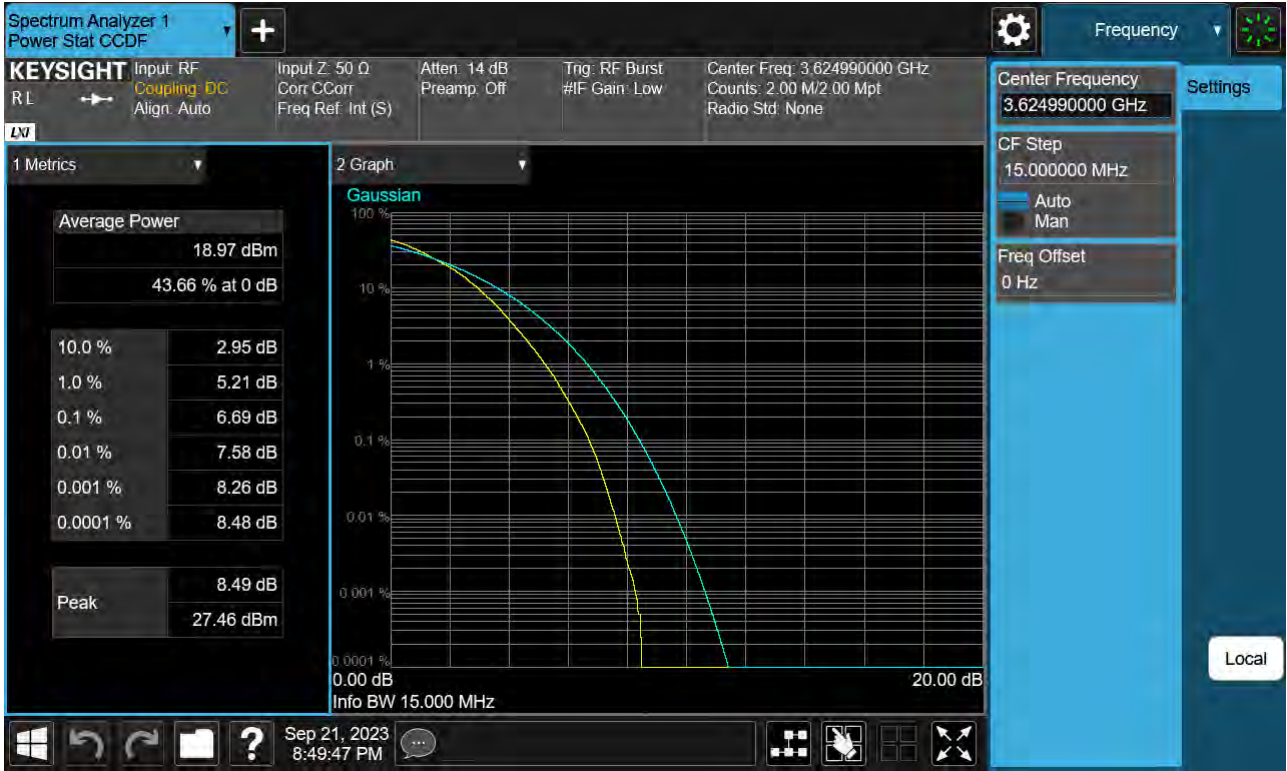 Spectrum Analyzer 1
Power Stat CCDF
+
Frequency
KEYSIGHT
R L
LXI
Input: RF
Coupling: DC
Align: Auto
Input Z: 50 Ω
Corr CCorr
Freq Ref: Int (S)
Atten: 14 dB
Preamp: Off
Trig: RF Burst
#IF Gain: Low
Center Freq: 3.624990000 GHz
Counts: 2.00 M/2.00 Mpt
Radio Std: None
1 Metrics
Average Power
18.97 dBm
43.66 % at 0 dB
10.0 % 2.95 dB
1.0 % 5.21 dB
0.1 % 6.69 dB
0.01 % 7.58 dB
0.001 % 8.26 dB
0.0001 % 8.48 dB
Peak
8.49 dB
27.46 dBm
2 Graph
Gaussian
100 %
10 %
1 %
0.1 %
0.01 %
0.001 %
0.0001 %
0.00 dB 20.00 dB
Info BW 15.000 MHz
Center Frequency
3.624990000 GHz
CF Step
15.000000 MHz
Auto
Man
Freq Offset
0 Hz
Settings
Local
?
Sep 21, 2023
8:49:47 PM